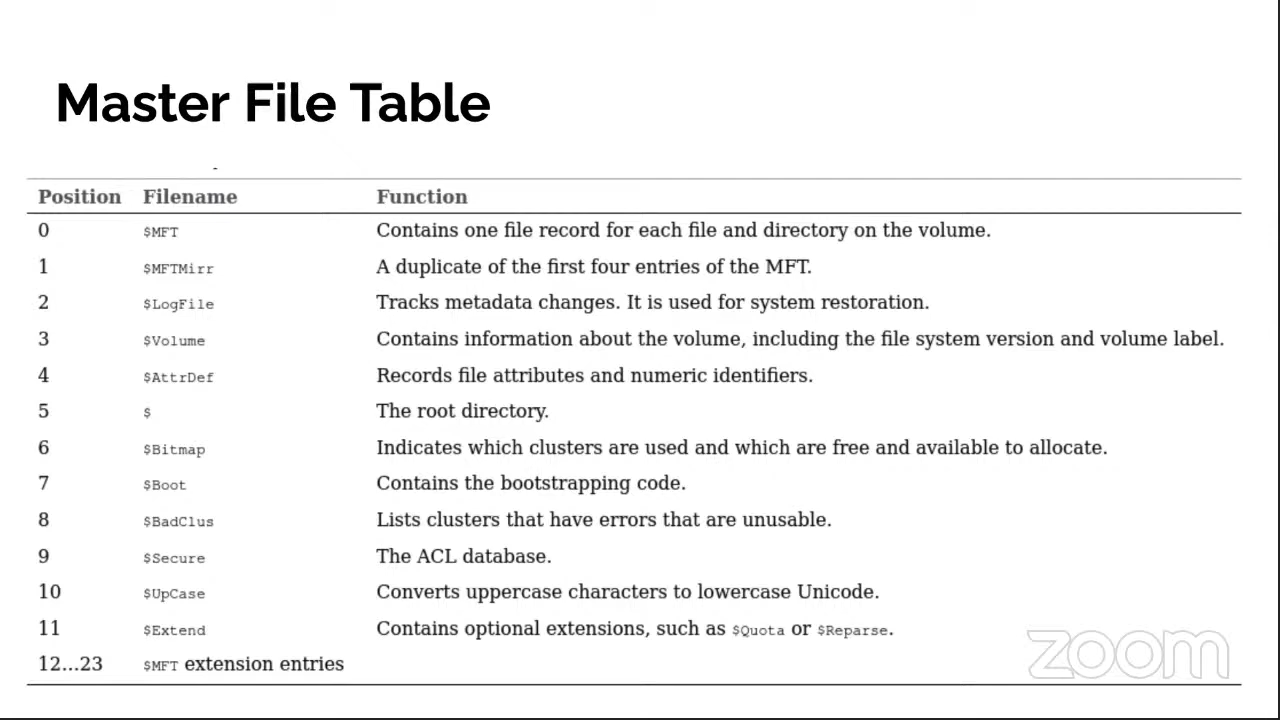 Master File Table
Position Filename Function
0 $MFT Contains one file record for each file and directory on the volume.
1 $MFTMirr A duplicate of the first four entries of the MFT.
2 $LogFile Tracks metadata changes. It is used for system restoration.
3 $Volume Contains information about the volume, including the file system version and volume label.
4 $AttrDef Records file attributes and numeric identifiers.
5 $ The root directory.
6 $Bitmap Indicates which clusters are used and which are free and available to allocate.
7 $Boot Contains the bootstrapping code.
8 $BadClus Lists clusters that have errors that are unusable.
9 $Secure The ACL database.
10 $UpCase Converts uppercase characters to lowercase Unicode.
11 $Extend Contains optional extensions, such as $Quota or $Reparse.
12...23 $MFT extension entries
zoom